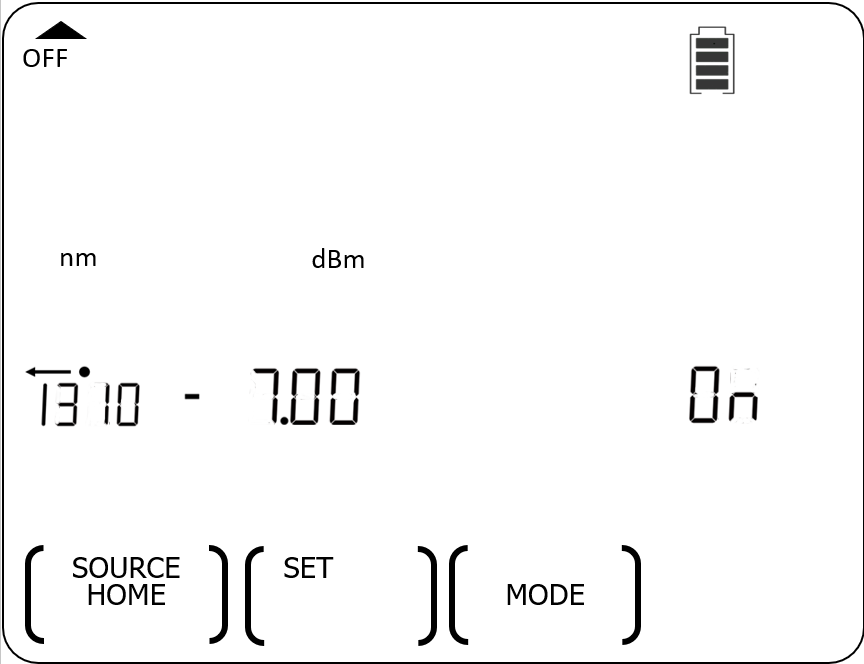 OFF
nm dBm
1310 - 7.00 On
SOURCE SET
HOME MODE